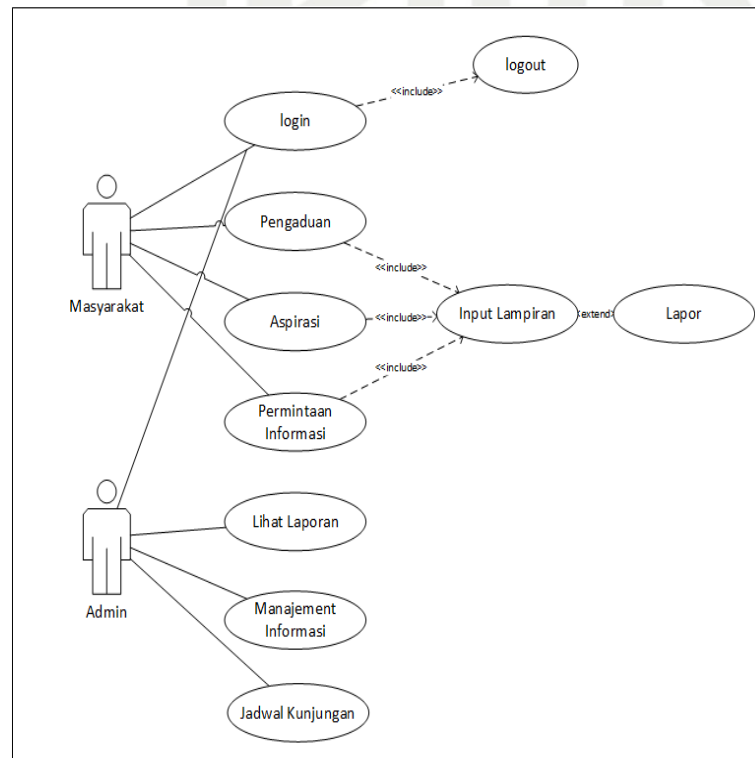 logout
<<include>>
login
Pengaduan
<<include>>
Masyarakat
Aspirasi
<<include>>
Input Lampiran
extend
Lapor
<<include>>
Permintaan
Informasi
Lihat Laporan
Admin
Manajement
Informasi
Jadwal Kunjungan